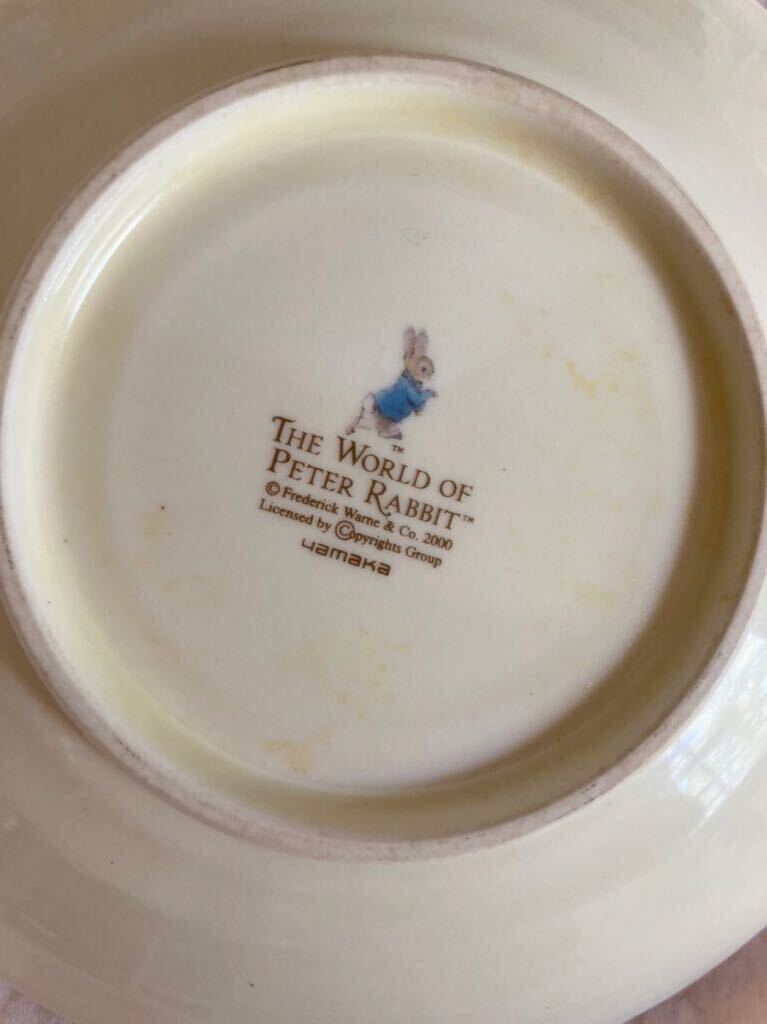 ™
THE WORLD OF
PETER RABBIT™
© Frederick Warne & Co. 2000
Licensed by ©opyrights Group
yamaka